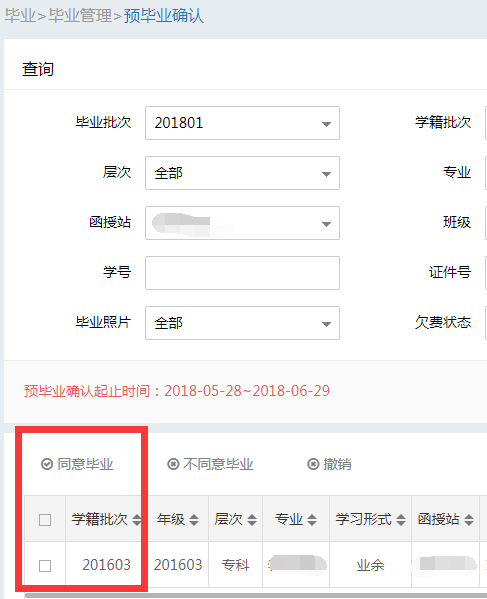 毕业>毕业管理>预毕业确认
查询
毕业批次 201801 学籍批次
层次 全部 专业
函授站 班级
学号 证件号
毕业照片 全部 欠费状态
预毕业确认起止时间：2018-05-28~2018-06-29
同意毕业 不同意毕业 撤销
学籍批次 年级 层次 专业 学习形式 函授站
201603 201603 专科 业余